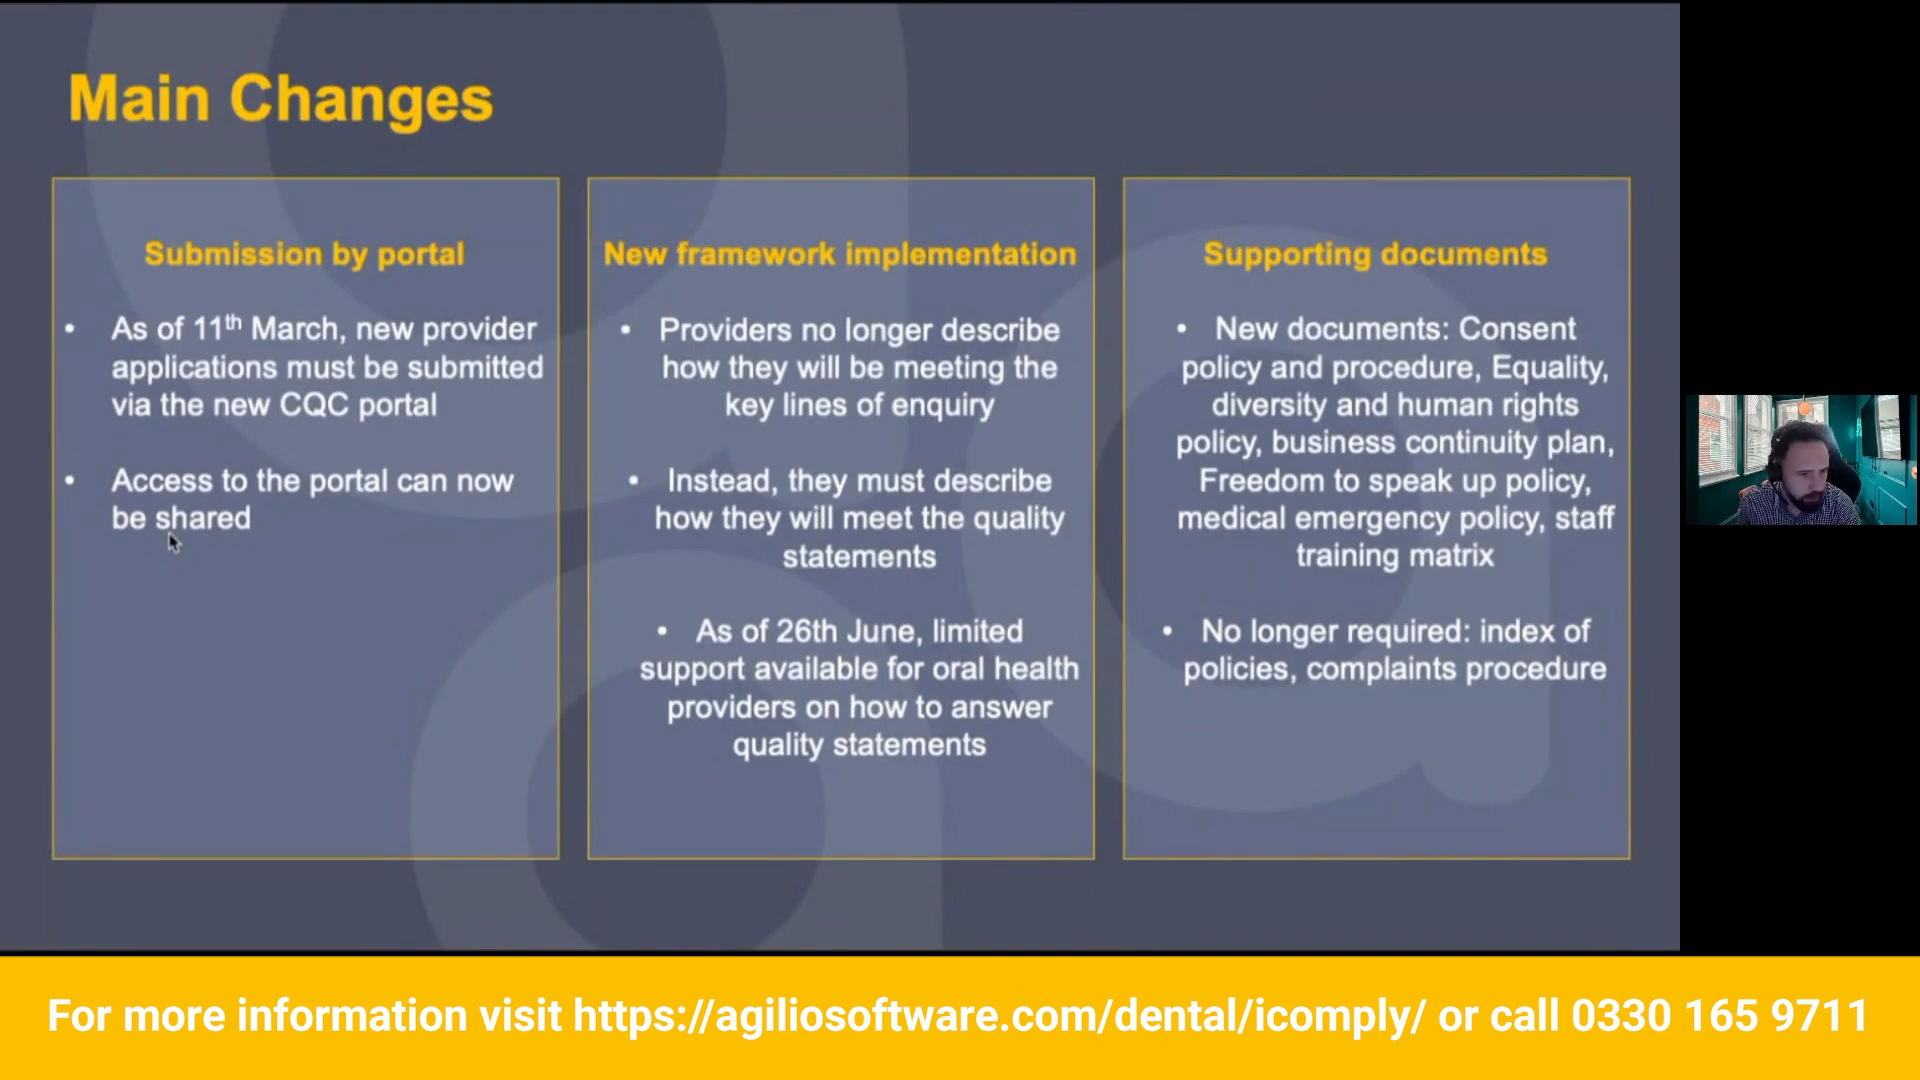 Main Changes
Submission by portal
• As of 11th March, new provider
applications must be submitted
via the new CQC portal
• Access to the portal can now
be shared
New framework implementation
• Providers no longer describe
how they will be meeting the
key lines of enquiry
• Instead, they must describe
how they will meet the quality
statements
• As of 26th June, limited
support available for oral health
providers on how to answer
quality statements
Supporting documents
• New documents: Consent
policy and procedure, Equality,
diversity and human rights
policy, business continuity plan,
Freedom to speak up policy,
medical emergency policy, staff
training matrix
• No longer required: index of
policies, complaints procedure
For more information visit https://agiliosoftware.com/dental/icomply/ or call 0330 165 9711